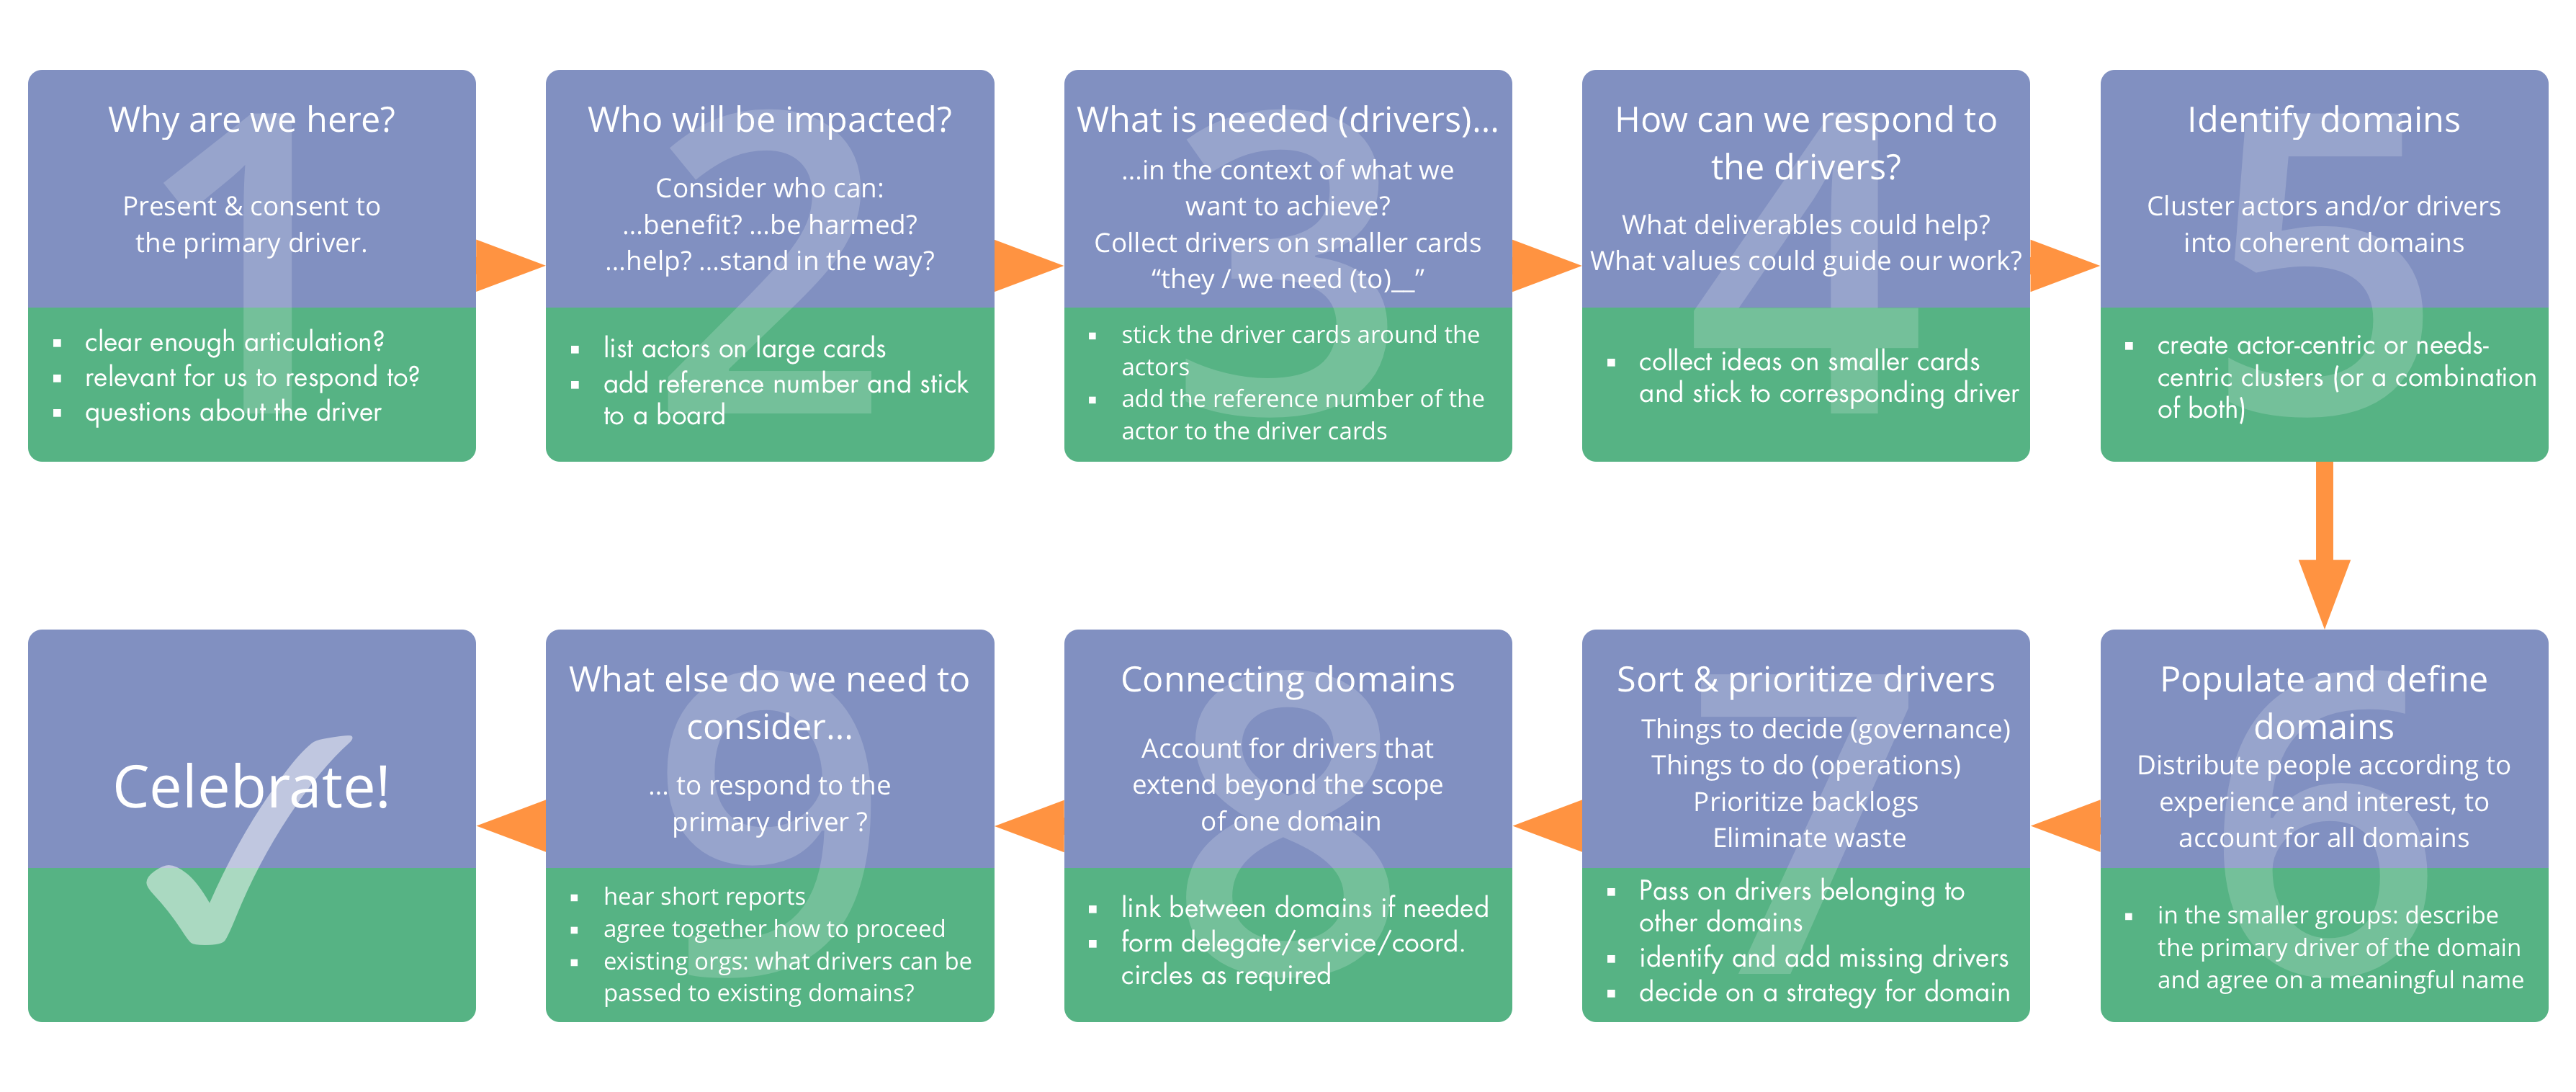 1
Why are we here?
Present & consent to
the primary driver.
▪ clear enough articulation?
▪ relevant for us to respond to?
▪ questions about the driver
2
Who will be impacted?
Consider who can:
...benefit? ...be harmed?
...help? ...stand in the way?
▪ list actors on large cards
▪ add reference number and stick
to a board
3
What is needed (drivers)...
...in the context of what we
want to achieve?
Collect drivers on smaller cards
“they / we need (to)__”
▪ stick the driver cards around the
actors
▪ add the reference number of the
actor to the driver cards
4
How can we respond to
the drivers?
What deliverables could help?
What values could guide our work?
▪ collect ideas on smaller cards
and stick to corresponding driver
5
Identify domains
Cluster actors and/or drivers
into coherent domains
▪ create actor-centric or needs-
centric clusters (or a combination
of both)
6
Populate and define
domains
Distribute people according to
experience and interest, to
account for all domains
▪ in the smaller groups: describe
the primary driver of the domain
and agree on a meaningful name
7
Sort & prioritize drivers
Things to decide (governance)
Things to do (operations)
Prioritize backlogs
Eliminate waste
▪ Pass on drivers belonging to
other domains
▪ identify and add missing drivers
▪ decide on a strategy for domain
8
Connecting domains
Account for drivers that
extend beyond the scope
of one domain
▪ link between domains if needed
▪ form delegate/service/coord.
circles as required
9
What else do we need to
consider...
... to respond to the
primary driver ?
▪ hear short reports
▪ agree together how to proceed
▪ existing orgs: what drivers can be
passed to existing domains?
Celebrate!